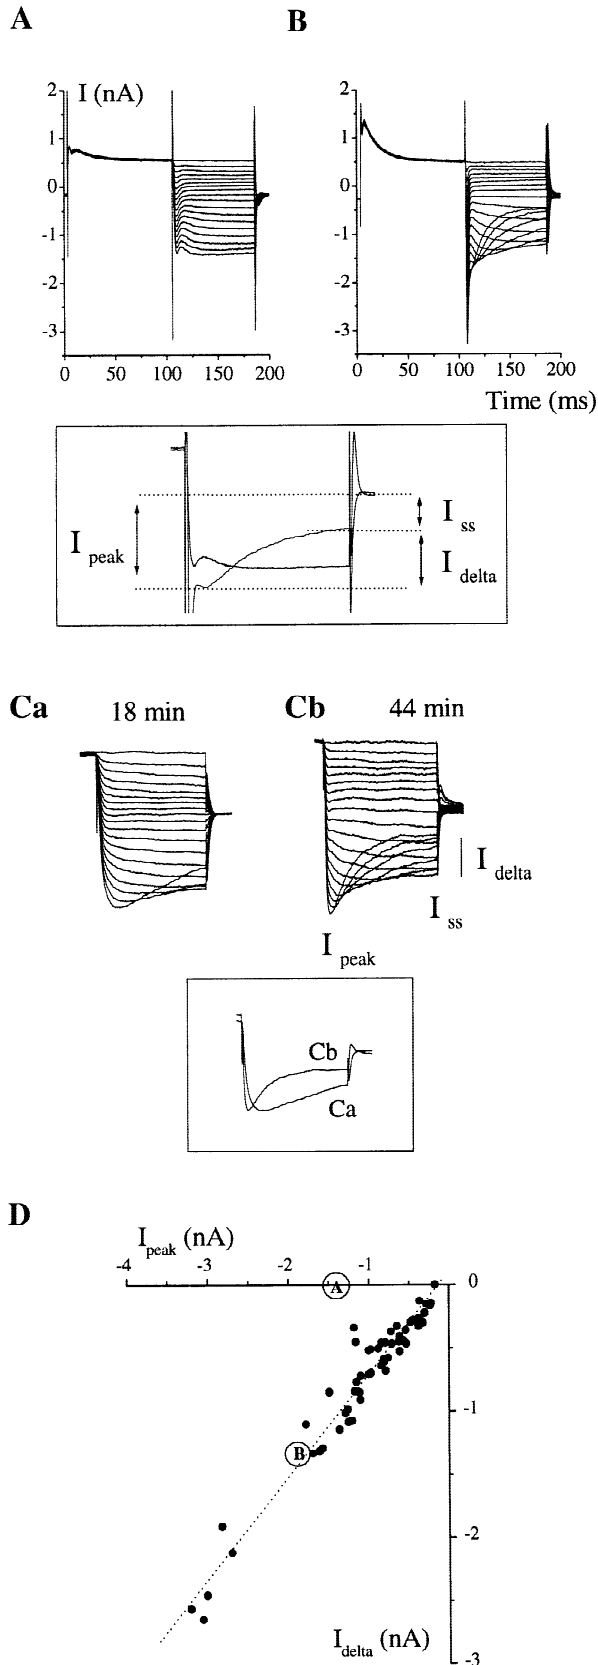 A B
I (nA)
2 2
1 1
0 0
-1 -1
-2 -2
-3 -3
0 50 100 150 200 0 50 100 150 200
Time (ms)
I peak
I ss
I delta
Ca 18 min Cb 44 min
I delta
I ss
I peak
Cb
Ca
D
I peak (nA)
-4 -3 -2 -1 0
A
-1
B
-2
I delta (nA)
-3